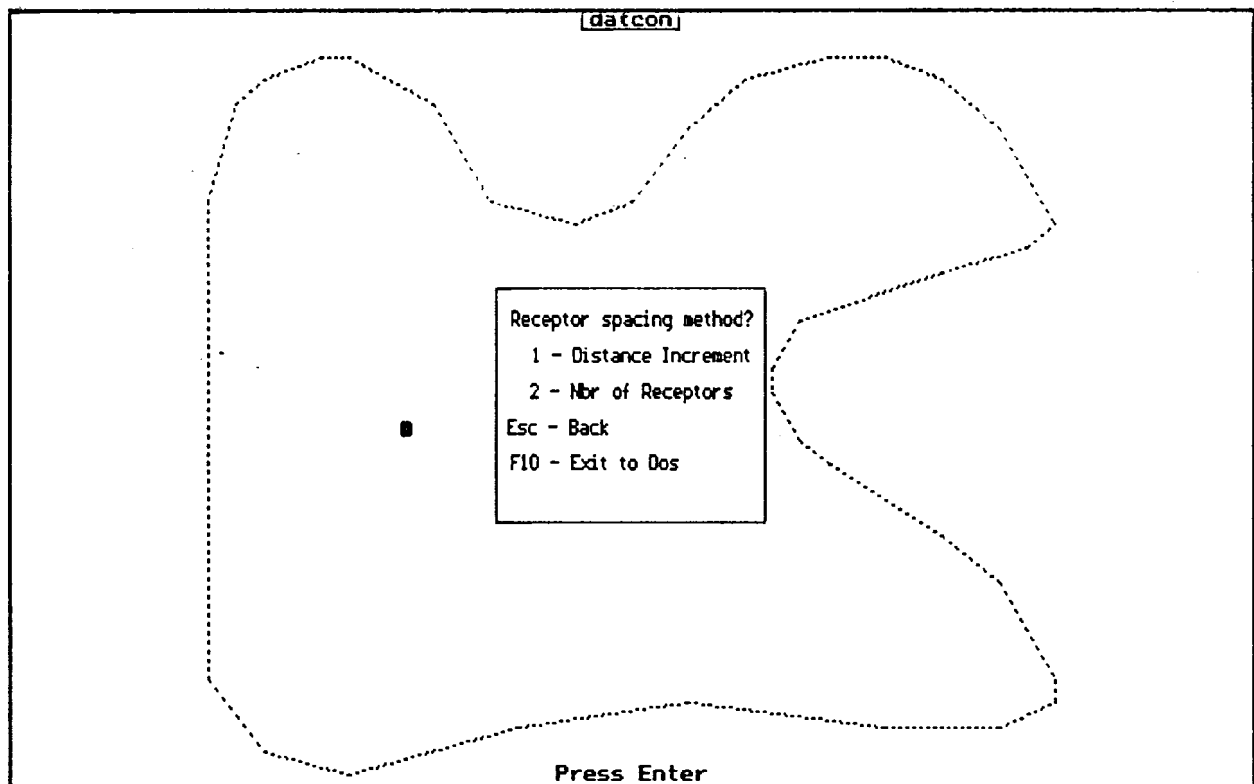 datcon
Receptor spacing method?
1 - Distance Increment
2 - Nbr of Receptors
Esc - Back
F10 - Exit to Dos
Press Enter